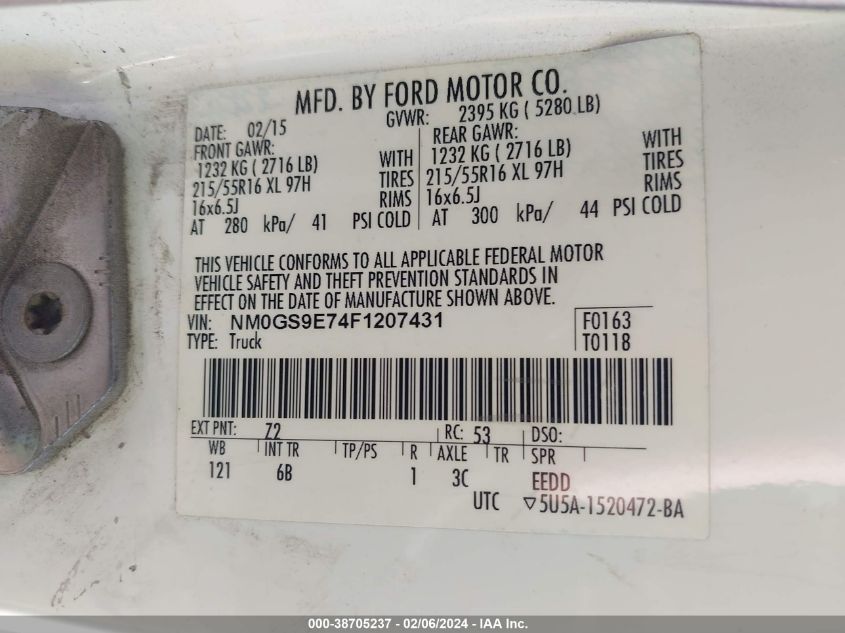 MFD. BY FORD MOTOR CO.
DATE: 02/15 GVWR: 2395 KG ( 5280 LB)
FRONT GAWR: REAR GAWR:
1232 KG ( 2716 LB) WITH 1232 KG ( 2716 LB) WITH
215/55R16 XL 97H TIRES 215/55R16 XL 97H TIRES
16x6.5J RIMS 16x6.5J RIMS
AT 280 kPa/ 41 PSI COLD AT 300 kPa/ 44 PSI COLD
THIS VEHICLE CONFORMS TO ALL APPLICABLE FEDERAL MOTOR
VEHICLE SAFETY AND THEFT PREVENTION STANDARDS IN
EFFECT ON THE DATE OF MANUFACTURE SHOWN ABOVE.
VIN: NM0GS9E74F1207431 F0163
TYPE: Truck T0118
EXT PNT: 72 RC: 53 DSO:
WB INT TR TP/PS R AXLE TR SPR
121 6B 1 3C EEDD
UTC ▽5U5A-1520472-BA
000-38705237 - 02/06/2024 - IAA Inc.